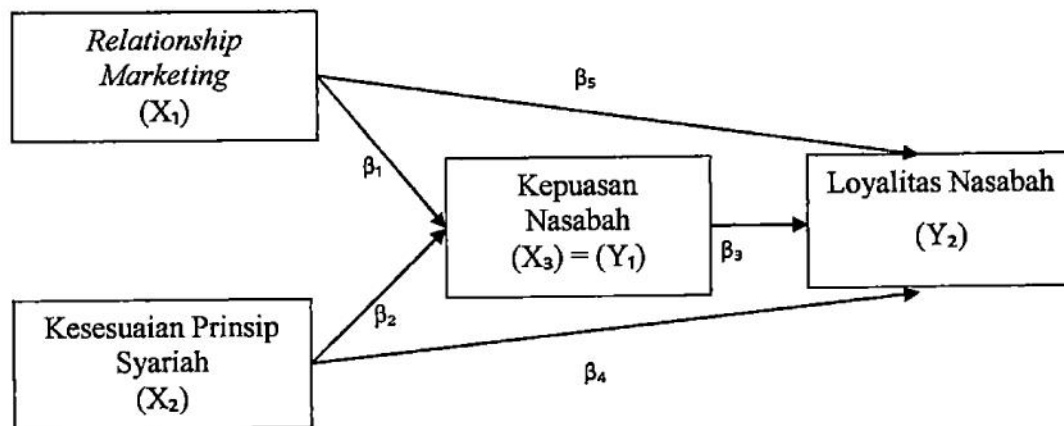 Relationship
Marketing
(X₁)
β₅
β₁
Kepuasan
Nasabah
(X₃) = (Y₁)
β₃
Loyalitas Nasabah
(Y₂)
Kesesuaian Prinsip
Syariah
(X₂)
β₂
β₄